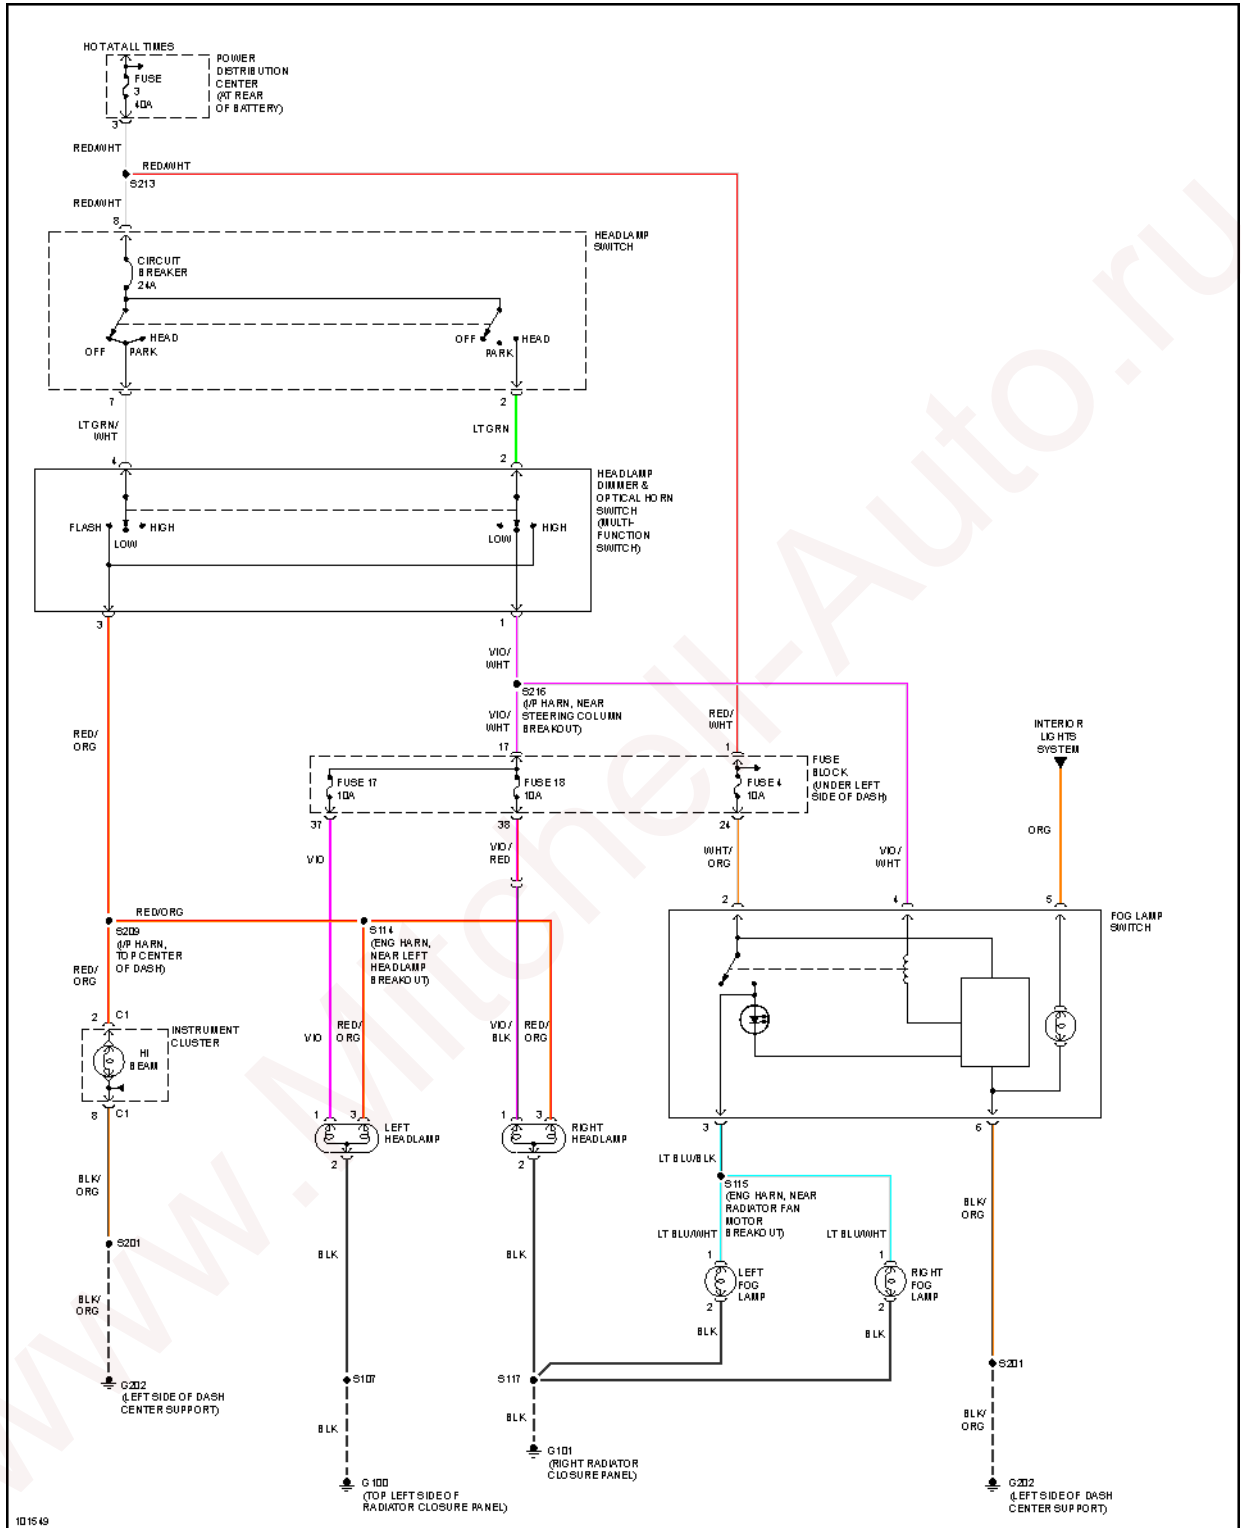 HOT AT ALL TIMES
POWER
DISTRIBUTION
CENTER
(AT REAR
OF BATTERY)
FUSE
3
40A
3
RED/WHT
RED/WHT
S213
RED/WHT
8
HEADLAMP
SWITCH
CIRCUIT
BREAKER
24A
OFF
PARK
HEAD
OFF
PARK
HEAD
7
2
LT GRN/
WHT
LT GRN
4
2
HEADLAMP
DIMMER &
OPTICAL HORN
SWITCH
(MULTI-
FUNCTION
SWITCH)
FLASH
LOW
HIGH
LOW
HIGH
3
1
VIO/
WHT
S216
(I/P HARN, NEAR
STEERING COLUMN
BREAKOUT)
VIO/
WHT
RED/
WHT
RED/
ORG
INTERIOR
LIGHTS
SYSTEM
17
1
FUSE 17
10A
FUSE 18
10A
FUSE 4
10A
FUSE
BLOCK
(UNDER LEFT
SIDE OF DASH)
37
38
24
VIO
VIO/
RED
WHT/
ORG
VIO/
WHT
ORG
2
4
5
FOG LAMP
SWITCH
RED/ORG
S209
(I/P HARN,
TOP CENTER
OF DASH)
S114
(ENG HARN,
NEAR LEFT
HEADLAMP
BREAKOUT)
RED/
ORG
2 C1
INSTRUMENT
CLUSTER
HI
BEAM
8 C1
VIO
RED/
ORG
VIO/
BLK
RED/
ORG
1 3
LEFT
HEADLAMP
2
1 3
RIGHT
HEADLAMP
2
3
6
LT BLU/BLK
S115
(ENG HARN, NEAR
RADIATOR FAN
MOTOR
BREAKOUT)
LT BLU/WHT
LT BLU/WHT
BLK/
ORG
BLK/
ORG
S201
BLK/
ORG
BLK
BLK
1
LEFT
FOG
LAMP
2
BLK
1
RIGHT
FOG
LAMP
2
BLK
G202
(LEFT SIDE OF DASH
CENTER SUPPORT)
S107
BLK
G100
(TOP LEFT SIDE OF
RADIATOR CLOSURE PANEL)
S117
BLK
G101
(RIGHT RADIATOR
CLOSURE PANEL)
S201
BLK/
ORG
G202
(LEFT SIDE OF DASH
CENTER SUPPORT)
101549
www.Mitchell-Auto.ru